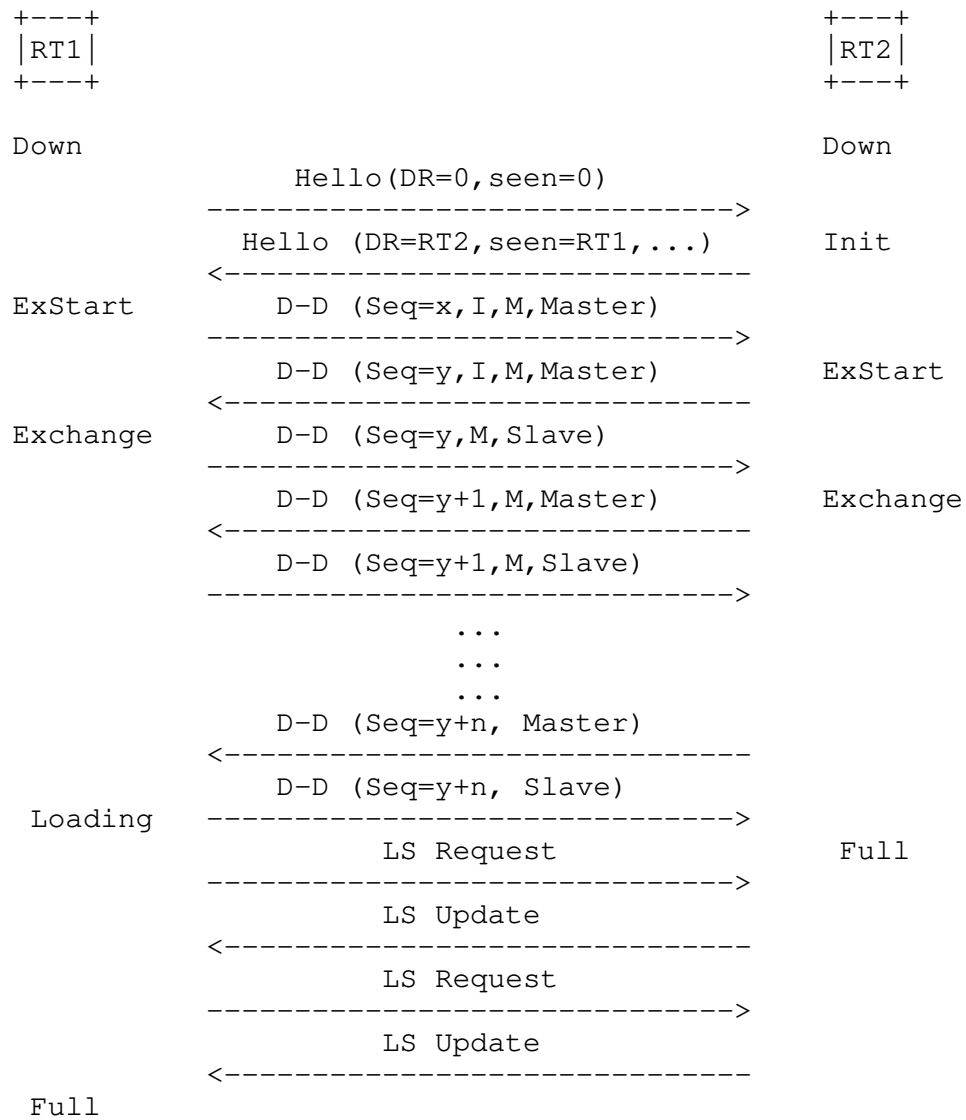 +---+                                            +---+
|RT1|                                            |RT2|
+---+                                            +---+
Down                                             Down
Hello(DR=0,seen=0)
------------------------------>
Hello (DR=RT2,seen=RT1,...)      Init
<------------------------------
ExStart        D-D (Seq=x,I,M,Master)
------------------------------>
D-D (Seq=y,I,M,Master)         ExStart
<------------------------------
Exchange       D-D (Seq=y,M,Slave)
------------------------------>
D-D (Seq=y+1,M,Master)         Exchange
<------------------------------
D-D (Seq=y+1,M,Slave)
------------------------------>
...
...
...
D-D (Seq=y+n, Master)
<------------------------------
D-D (Seq=y+n, Slave)
Loading   ------------------------------>
LS Request                Full
------------------------------>
LS Update
<------------------------------
LS Request
------------------------------>
LS Update
<------------------------------
Full